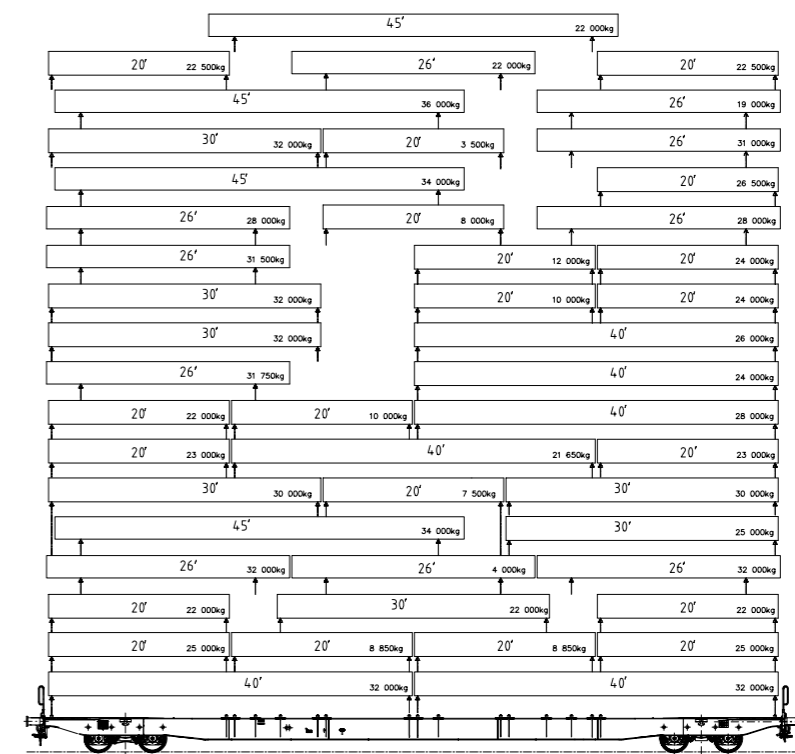 45' 22 000kg
20' 22 500kg 26' 22 000kg 20' 22 500kg
45' 36 000kg 26' 19 000kg
30' 32 000kg 20' 3 500kg 26' 31 000kg
45' 34 000kg 20' 26 500kg
26' 28 000kg 20' 8 000kg 26' 28 000kg
26' 31 500kg 20' 12 000kg 20' 24 000kg
30' 32 000kg 20' 10 000kg 20' 24 000kg
30' 32 000kg 40' 26 000kg
26' 31 750kg 40' 24 000kg
20' 22 000kg 20' 10 000kg 40' 28 000kg
20' 23 000kg 40' 21 650kg 20' 23 000kg
30' 30 000kg 20' 7 500kg 30' 30 000kg
45' 34 000kg 30' 25 000kg
26' 32 000kg 26' 4 000kg 26' 32 000kg
20' 22 000kg 30' 22 000kg 20' 22 000kg
20' 25 000kg 20' 8 850kg 20' 8 850kg 20' 25 000kg
40' 32 000kg 40' 32 000kg